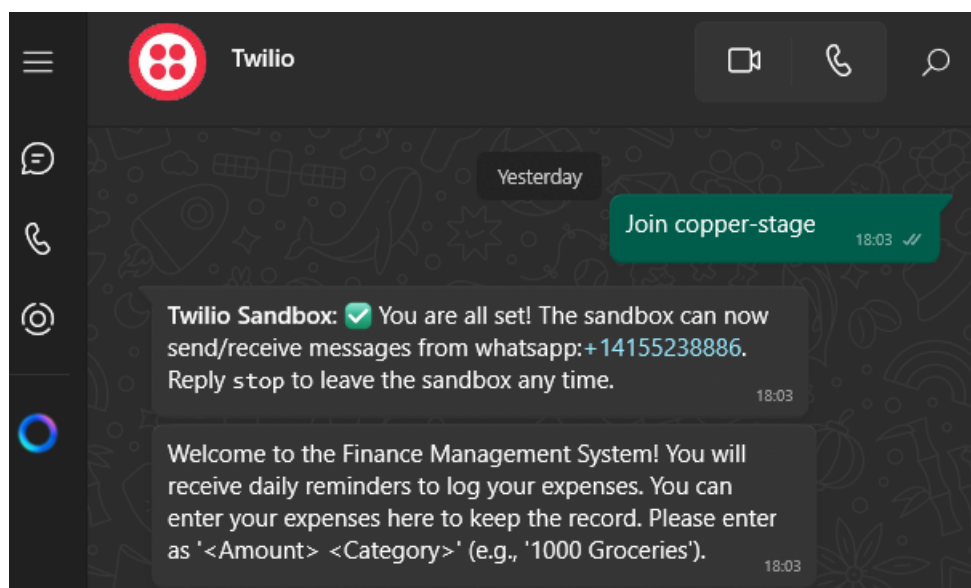 Twilio
Yesterday
Join copper-stage
18:03
Twilio Sandbox: ✅ You are all set! The sandbox can now
send/receive messages from whatsapp:+14155238886.
Reply stop to leave the sandbox any time.
18:03
Welcome to the Finance Management System! You will
receive daily reminders to log your expenses. You can
enter your expenses here to keep the record. Please enter
as '<Amount> <Category>' (e.g., '1000 Groceries').
18:03